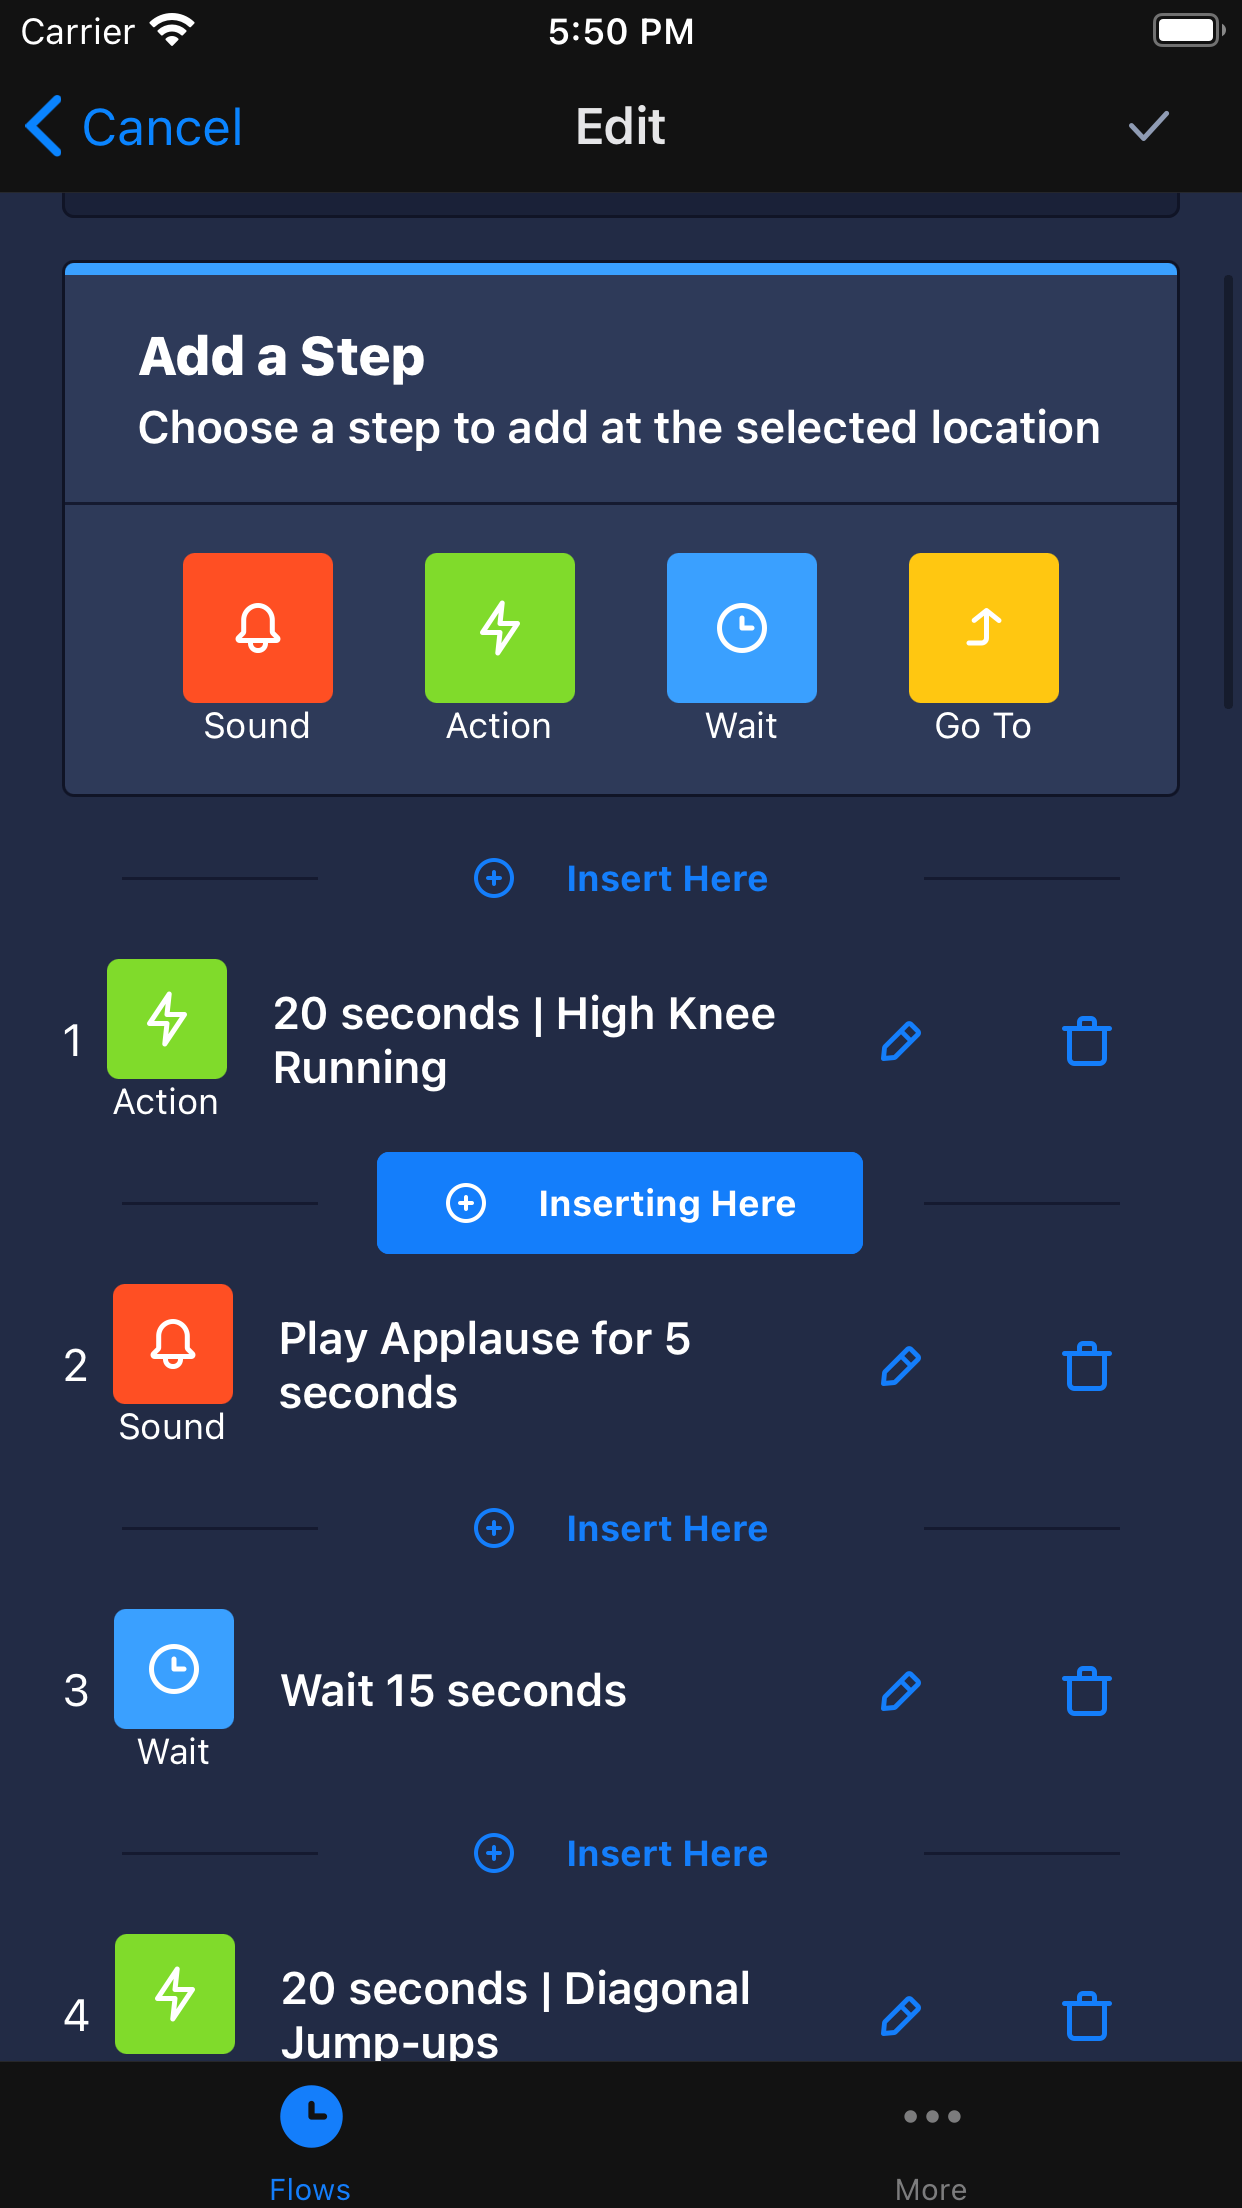 Carrier
5:50 PM
Cancel
Edit
Add a Step
Choose a step to add at the selected location
Sound
Action
Wait
Go To
Insert Here
1
Action
20 seconds | High Knee
Running
Inserting Here
2
Sound
Play Applause for 5
seconds
Insert Here
3
Wait
Wait 15 seconds
Insert Here
4
20 seconds | Diagonal
Jump-ups
Flows
More